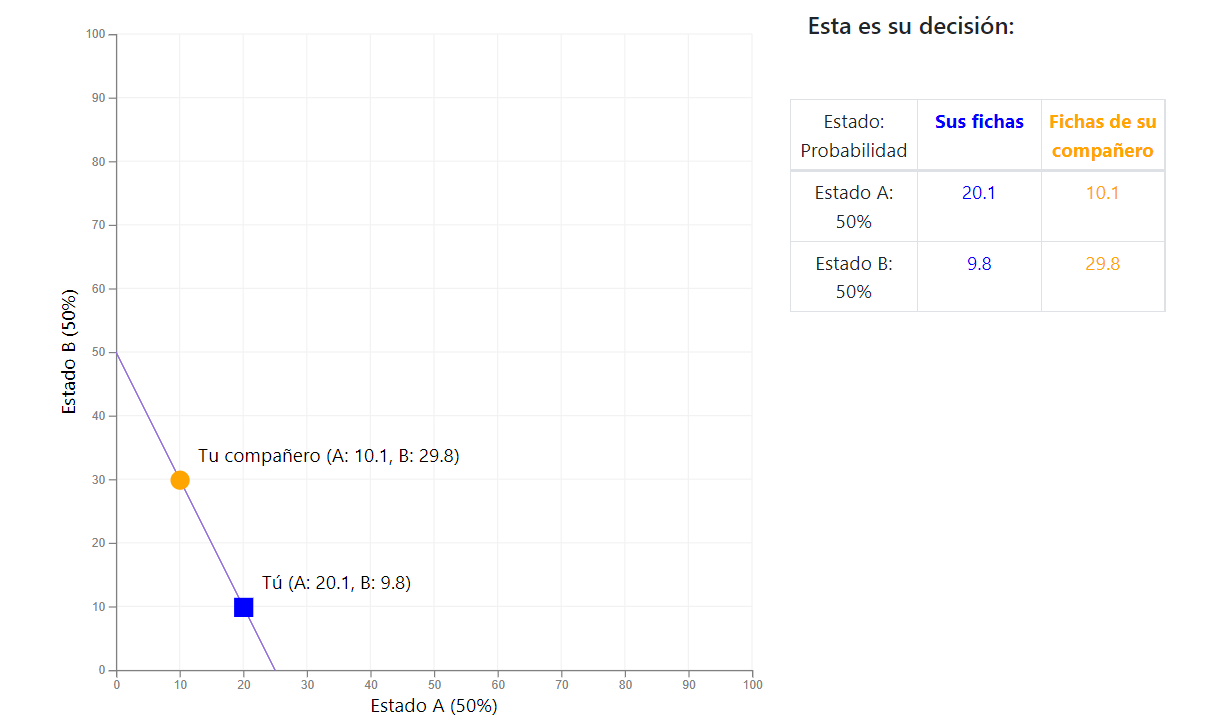 Esta es su decisión:
100
90
80
70
60
50
40
30
20
10
0
Estado B (50%)
Tu compañero (A: 10.1, B: 29.8)
Tú (A: 20.1, B: 9.8)
0 10 20 30 40 50 60 70 80 90 100
Estado A (50%)
Estado: Sus fichas Fichas de su
Probabilidad compañero
Estado A: 20.1 10.1
50%
Estado B: 9.8 29.8
50%